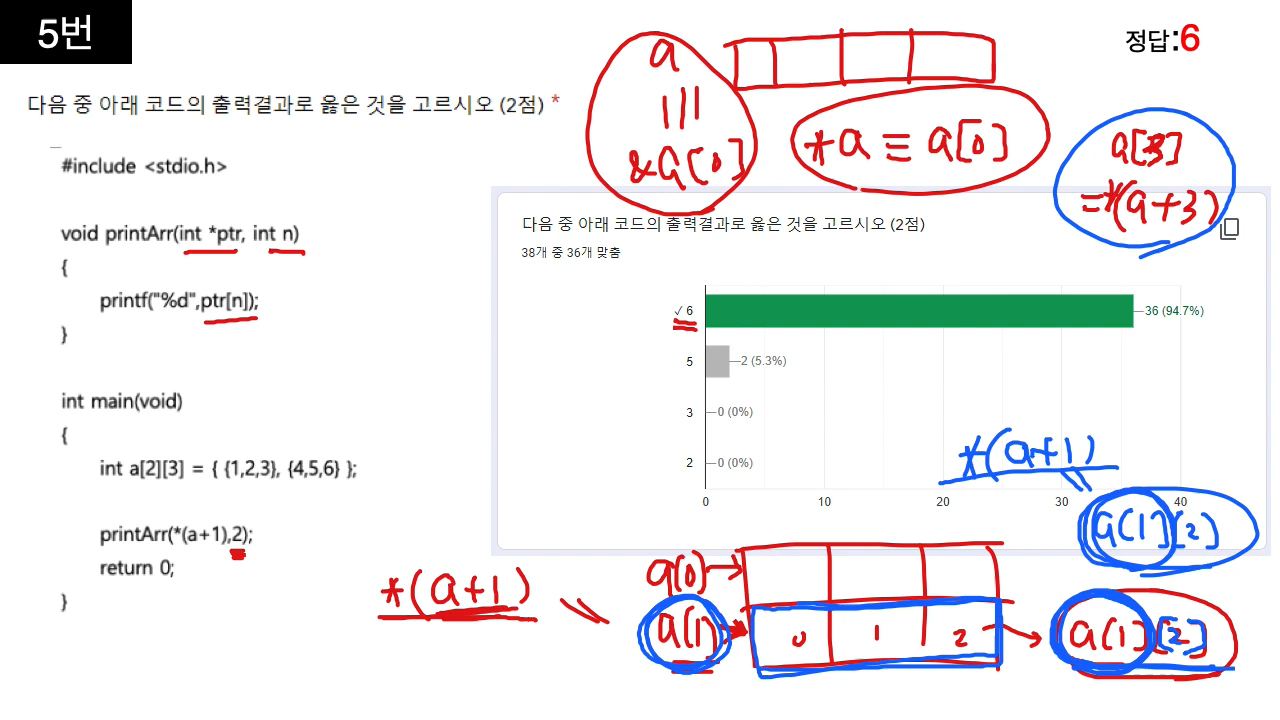 5번
정답:6
다음 중 아래 코드의 출력결과로 옳은 것을 고르시오 (2점) *
#include <stdio.h>
void printArr(int *ptr, int n)
{
printf("%d",ptr[n]);
}
int main(void)
{
int a[2][3] = { {1,2,3}, {4,5,6} };
printArr(*(a+1),2);
return 0;
}
a
|||
&a[0]
*a ≡ a[0]
a[3]
=*(a+3)
다음 중 아래 코드의 출력결과로 옳은 것을 고르시오 (2점)
38개 중 36개 맞춤
✓ 6
36 (94.7%)
5
2 (5.3%)
3
0 (0%)
2
0 (0%)
0 10 20 30 40
*(a+1)
a[1][2]
*(a+1)
a[0]
a[1]
0 1 2
a[1][2]